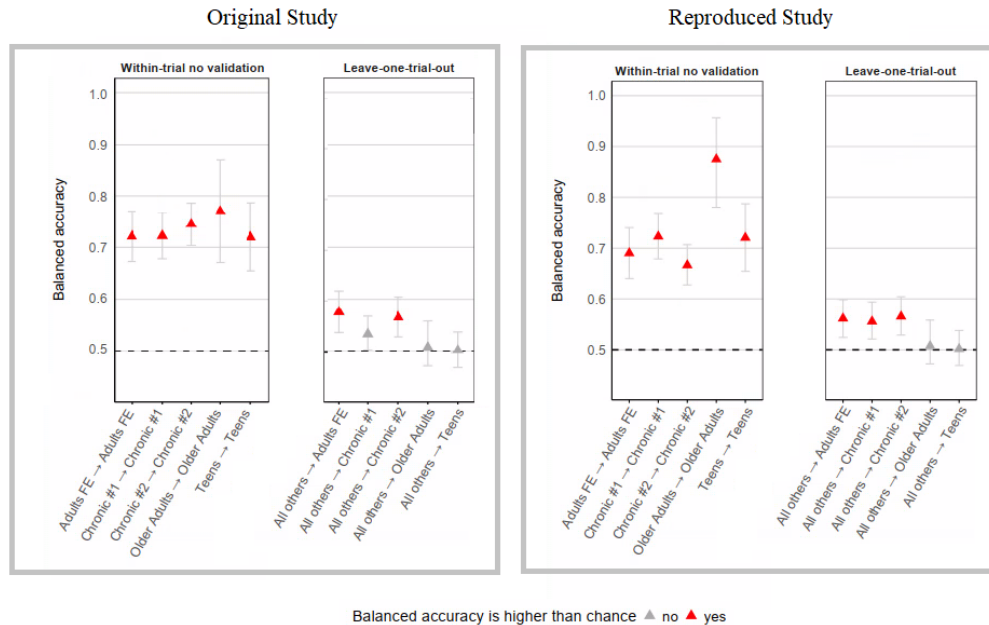 Original Study
Reproduced Study
Within-trial no validation
Leave-one-trial-out
Balanced accuracy
1.0
0.9
0.8
0.7
0.6
0.5
Adults FE → Adults FE
Chronic #1 → Chronic #1
Chronic #2 → Chronic #2
Older Adults → Older Adults
Teens → Teens
All others → Adults FE
All others → Chronic #1
All others → Chronic #2
All others → Older Adults
All others → Teens
Within-trial no validation
Leave-one-trial-out
Balanced accuracy
1.0
0.9
0.8
0.7
0.6
0.5
Adults FE → Adults FE
Chronic #1 → Chronic #1
Chronic #2 → Chronic #2
Older Adults → Older Adults
Teens → Teens
All others → Adults FE
All others → Chronic #1
All others → Chronic #2
All others → Older Adults
All others → Teens
Balanced accuracy is higher than chance no yes